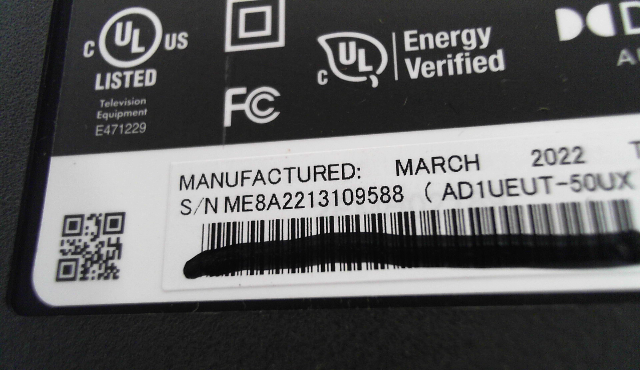 C UL US
LISTED
Television
Equipment
E471229
FC
C UL Energy
Verified
MANUFACTURED: MARCH 2022
S/N ME8A2213109588 ( AD1UEUT-50UX